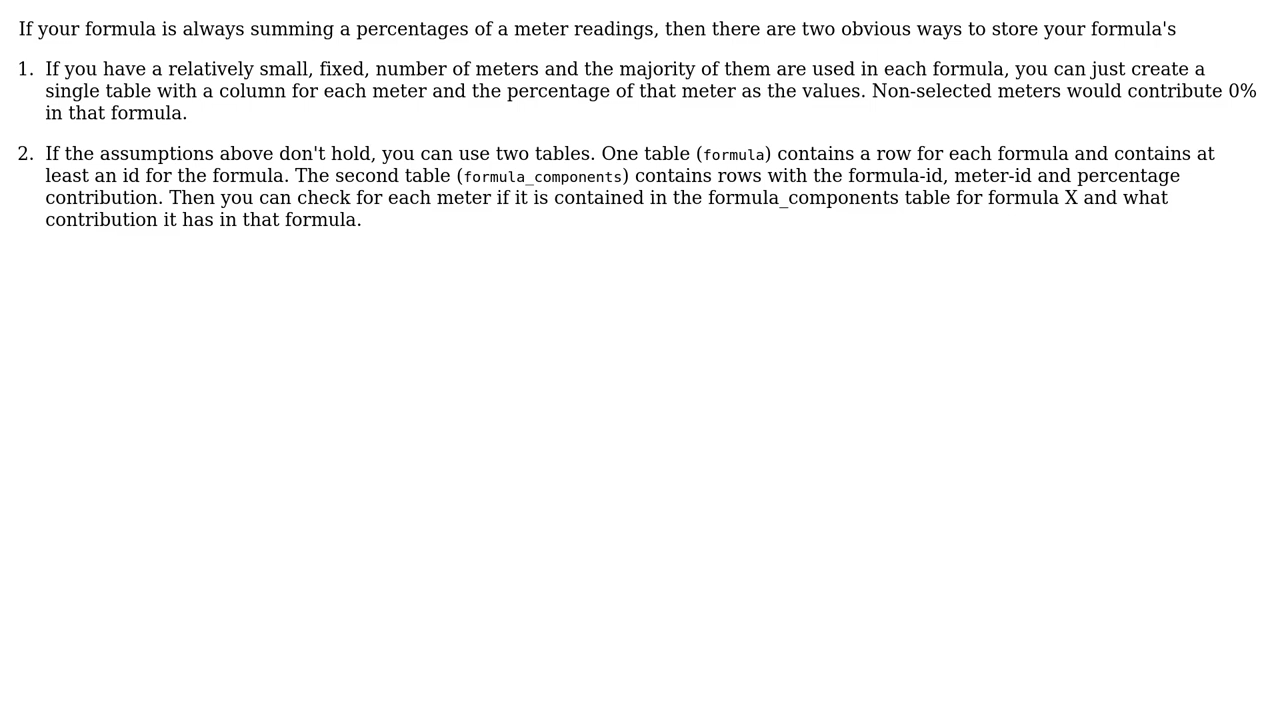 If your formula is always summing a percentages of a meter readings, then there are two obvious ways to store your formula's
1. If you have a relatively small, fixed, number of meters and the majority of them are used in each formula, you can just create a
single table with a column for each meter and the percentage of that meter as the values. Non-selected meters would contribute 0%
in that formula.
2. If the assumptions above don't hold, you can use two tables. One table (formula) contains a row for each formula and contains at
least an id for the formula. The second table (formula_components) contains rows with the formula-id, meter-id and percentage
contribution. Then you can check for each meter if it is contained in the formula_components table for formula X and what
contribution it has in that formula.